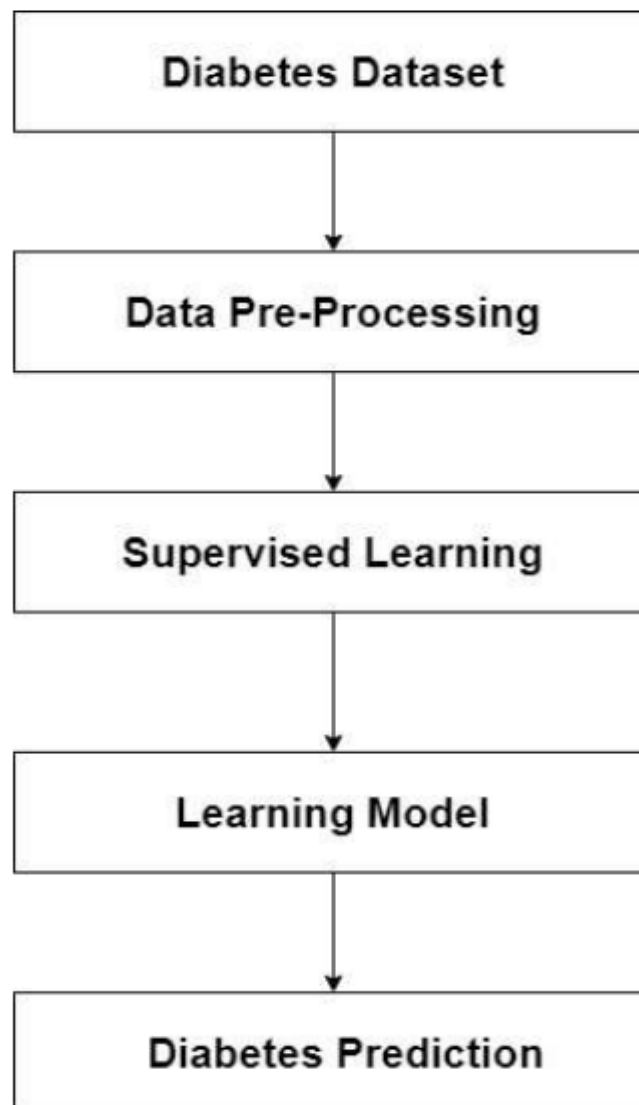 Diabetes Dataset
Data Pre-Processing
Supervised Learning
Learning Model
Diabetes Prediction